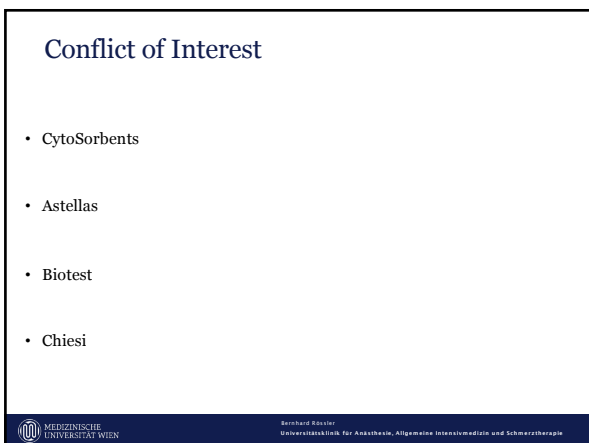 Conflict of Interest
• CytoSorbents
• Astellas
• Biotest
• Chiesi
MEDIZINISCHE
UNIVERSITÄT WIEN
Bernhard Rössler
Universitätsklinik für Anästhesie, Allgemeine Intensivmedizin und Schmerztherapie